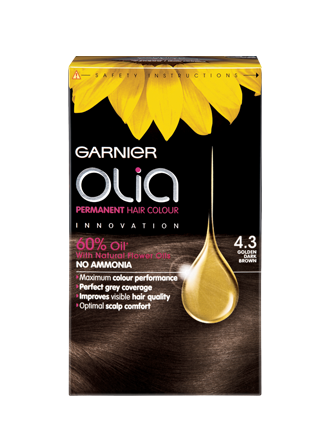 SAFETY INSTRUCTIONS
GARNIER
OLiA
PERMANENT HAIR COLOUR
INNOVATION
60% Oil*
With Natural Flower Oils
NO AMMONIA
Maximum colour performance
Perfect grey coverage
Improves visible hair quality
Optimal scalp comfort
4.3
GOLDEN
DARK
BROWN